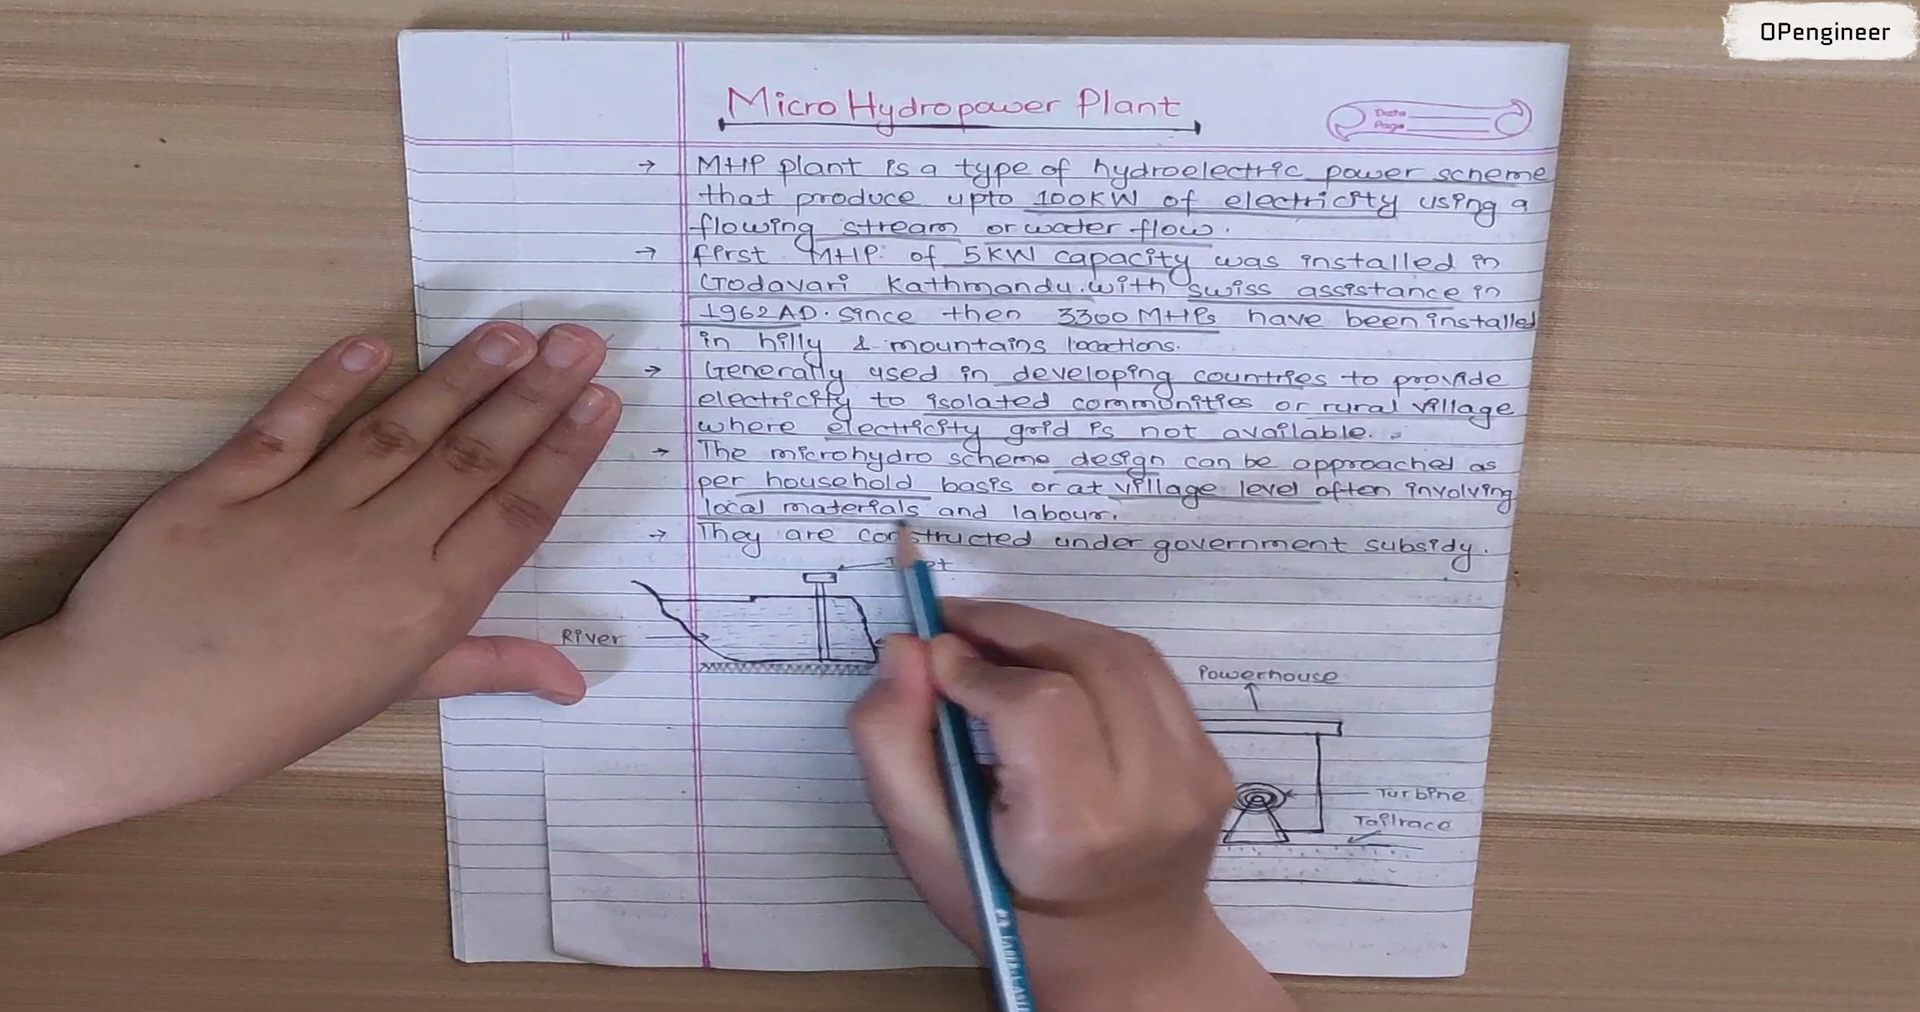 OPengineer
Micro Hydropower Plant
Date
Page
→ MHP plant is a type of hydroelectric power scheme
that produce upto 100KW of electricity using a
flowing stream or water flow.
→ first MHP of 5KW capacity was installed in
Godavari Kathmandu. with swiss assistance in
1962 AD. since then 3300 MHPs have been installed
in hilly & mountains locations.
→ Generally used in developing countries to provide
electricity to isolated communities or rural village
where electricity grid is not available.
→ The microhydro scheme design can be approached as
per household basis or at village level often involving
local materials and labour.
→ They are constructed under government subsidy.
River
Powerhouse
Turbine
Tailrace